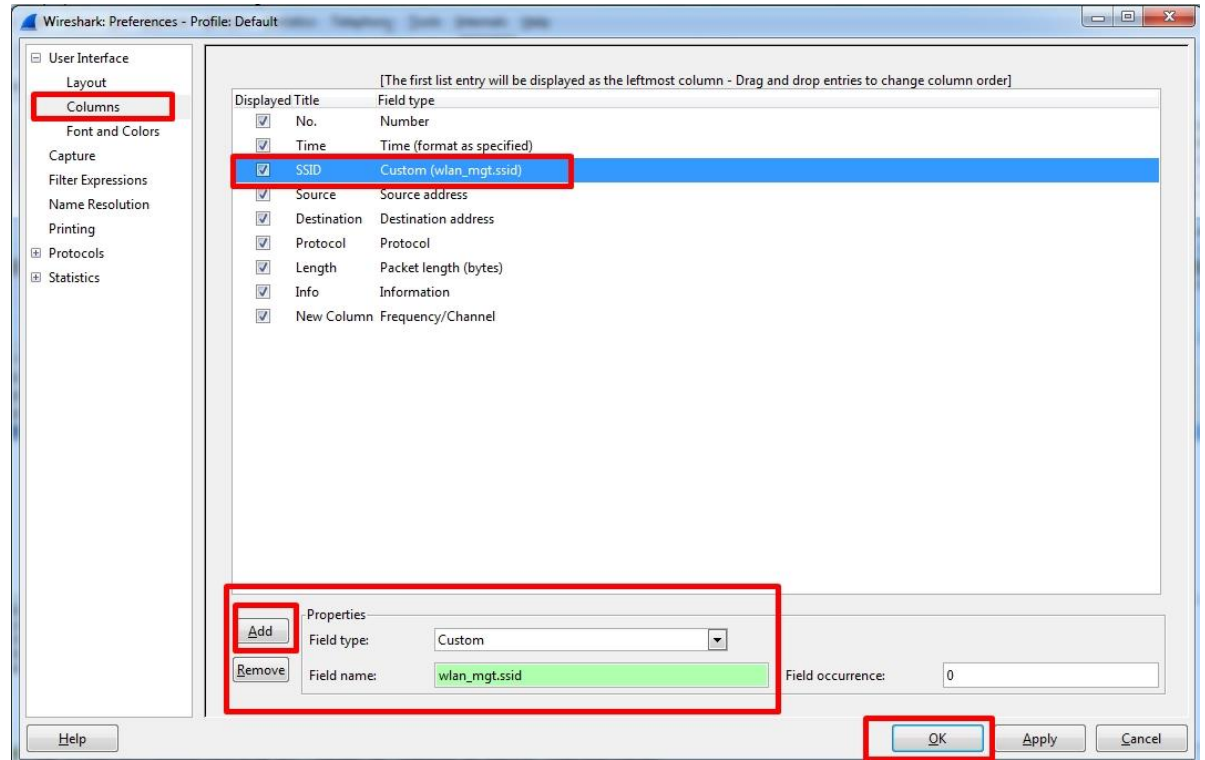 Wireshark: Preferences - Profile: Default
User Interface
Layout
Columns
Font and Colors
Capture
Filter Expressions
Name Resolution
Printing
Protocols
Statistics
[The first list entry will be displayed as the leftmost column - Drag and drop entries to change column order]
Displayed Title Field type
No. Number
Time Time (format as specified)
SSID Custom (wlan_mgt.ssid)
Source Source address
Destination Destination address
Protocol Protocol
Length Packet length (bytes)
Info Information
New Column Frequency/Channel
Properties
Add
Field type: Custom
Remove
Field name: wlan_mgt.ssid Field occurrence: 0
Help OK Apply Cancel